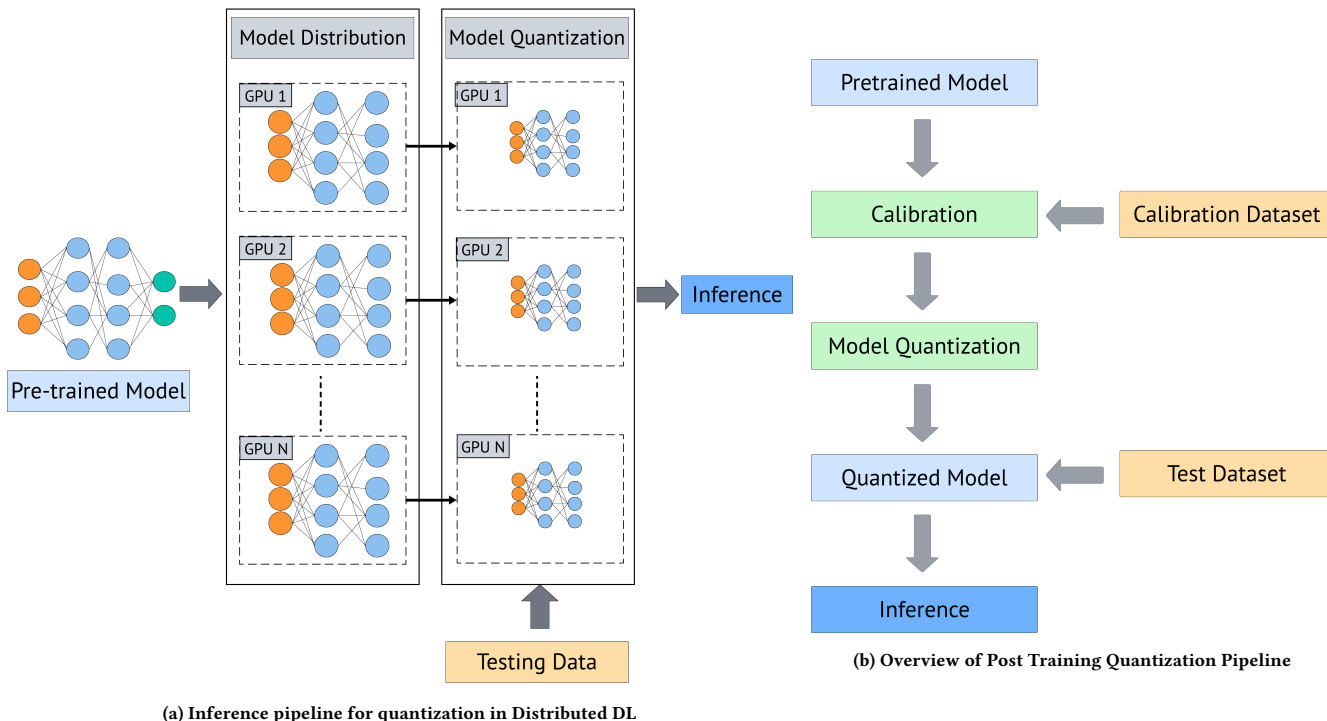 Model Distribution
Model Quantization
GPU 1
GPU 1
GPU 2
GPU 2
GPU N
GPU N
Pre-trained Model
Inference
Testing Data
(a) Inference pipeline for quantization in Distributed DL
Pretrained Model
Calibration
Calibration Dataset
Model Quantization
Quantized Model
Test Dataset
Inference
(b) Overview of Post Training Quantization Pipeline